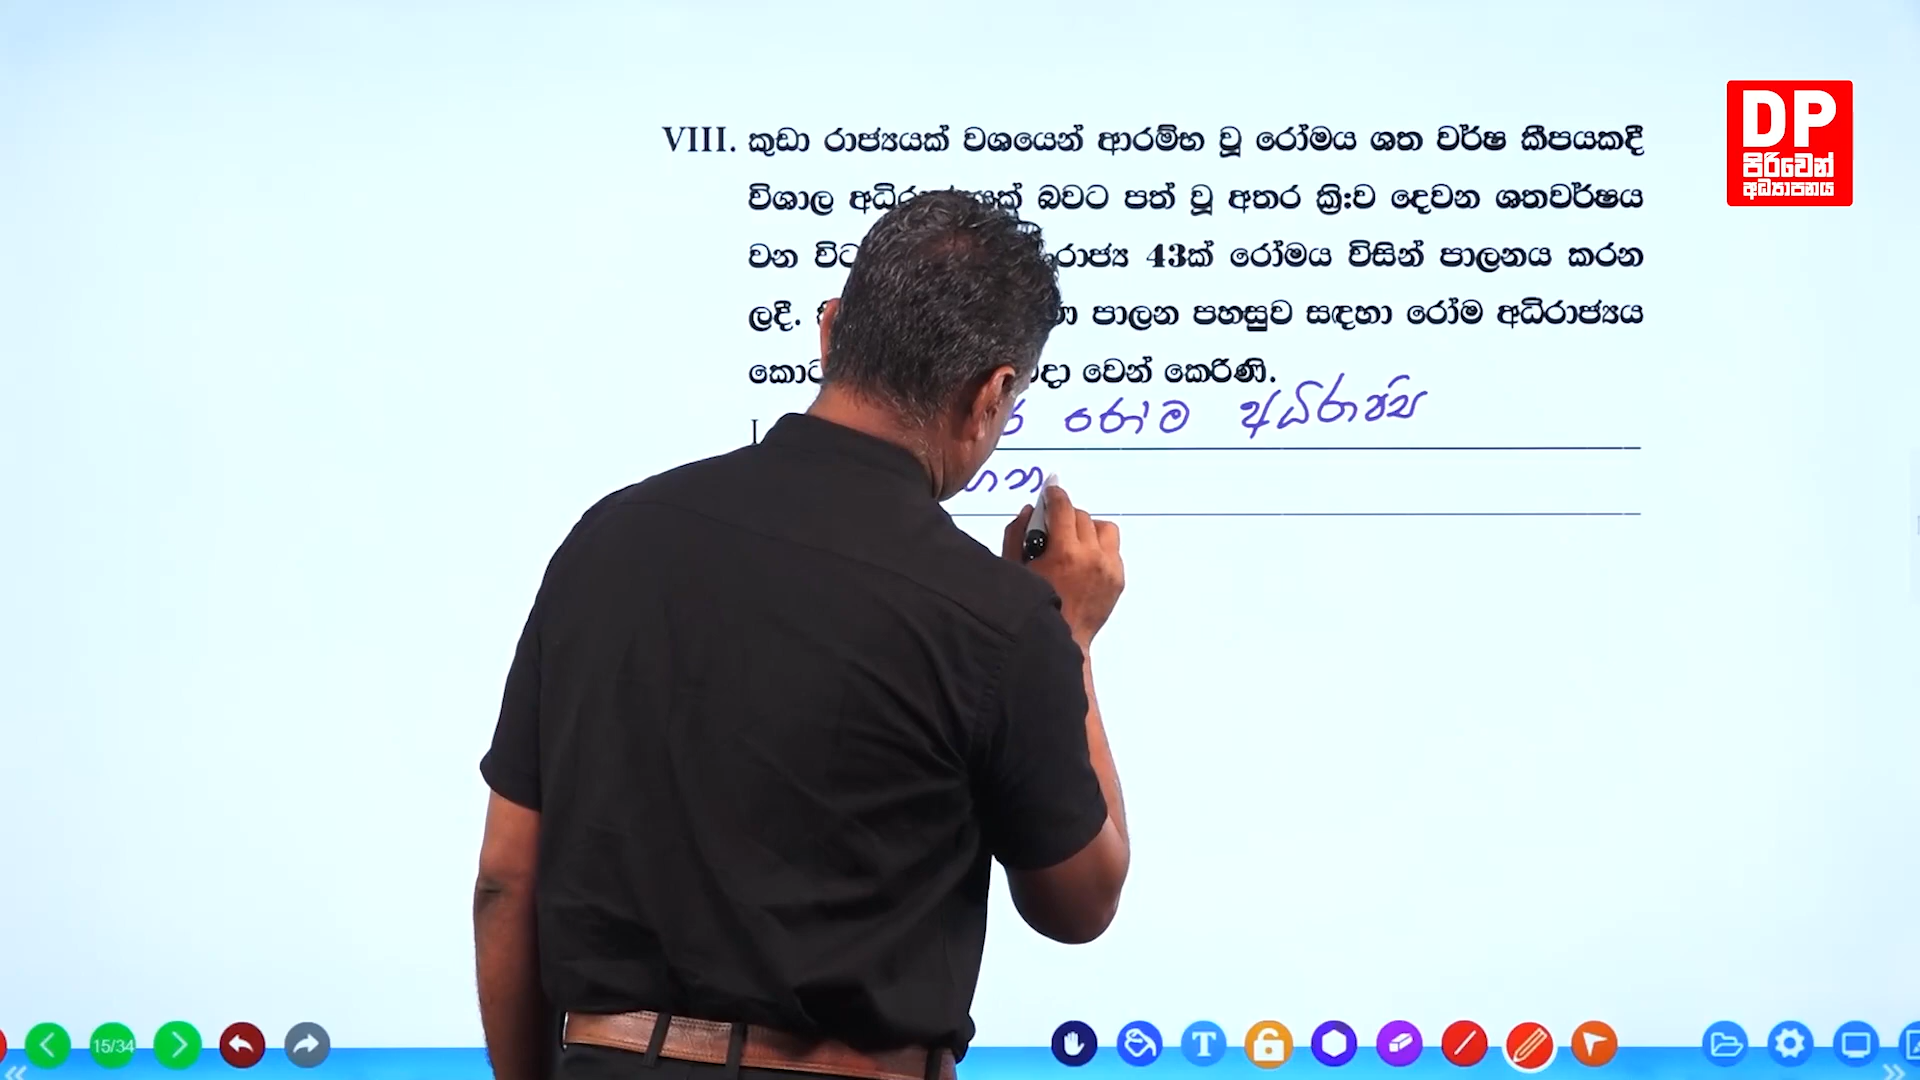 DP
පිරිවෙන්
අධ්‍යාපනය
VIII. කුඩා රාජ්‍යයක් වශයෙන් ආරම්භ වූ රෝමය ශත වර්ෂ කීපයකදී
විශාල බවට පත් වූ අතර ක්‍රි:ව දෙවන ශතවර්ෂය
වන 43ක් රෝමය විසින් පාලනය කරන
ලදී. පාලන පහසුව සඳහා රෝම අධිරාජ්‍යය
වෙන් කෙරිණි.
I
රෝම අධිරාජ්‍ය
15/34
T